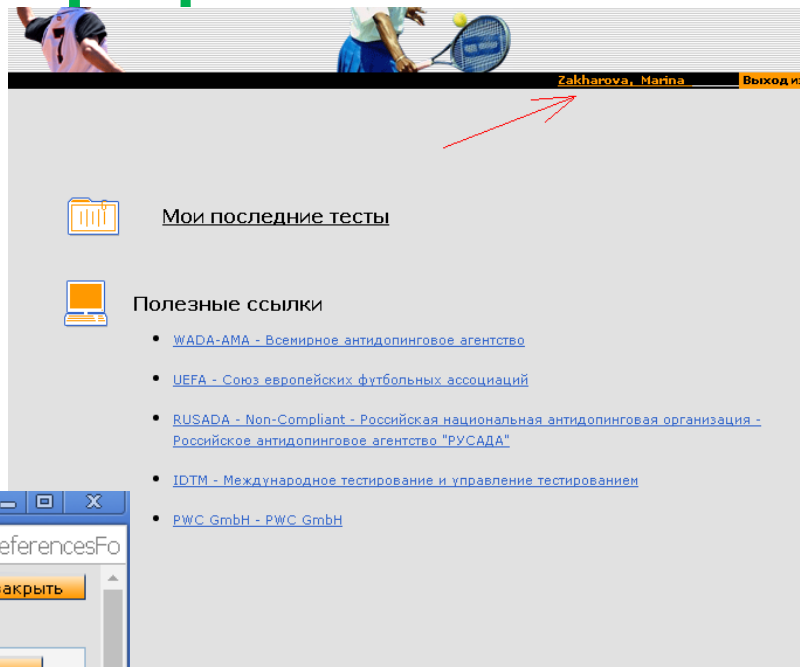 7
Zakharova, Marina
Выход из
Мои последние тесты
Полезные ссылки
WADA-AMA - Всемирное антидопинговое агентство
UEFA - Союз европейских футбольных ассоциаций
RUSADA - Non-Compliant - Российская национальная антидопинговая организация -
Российское антидопинговое агентство "РУСАДА"
IDTM - Международное тестирование и управление тестированием
PWC GmbH - PWC GmbH
eferencesFo
закрыть